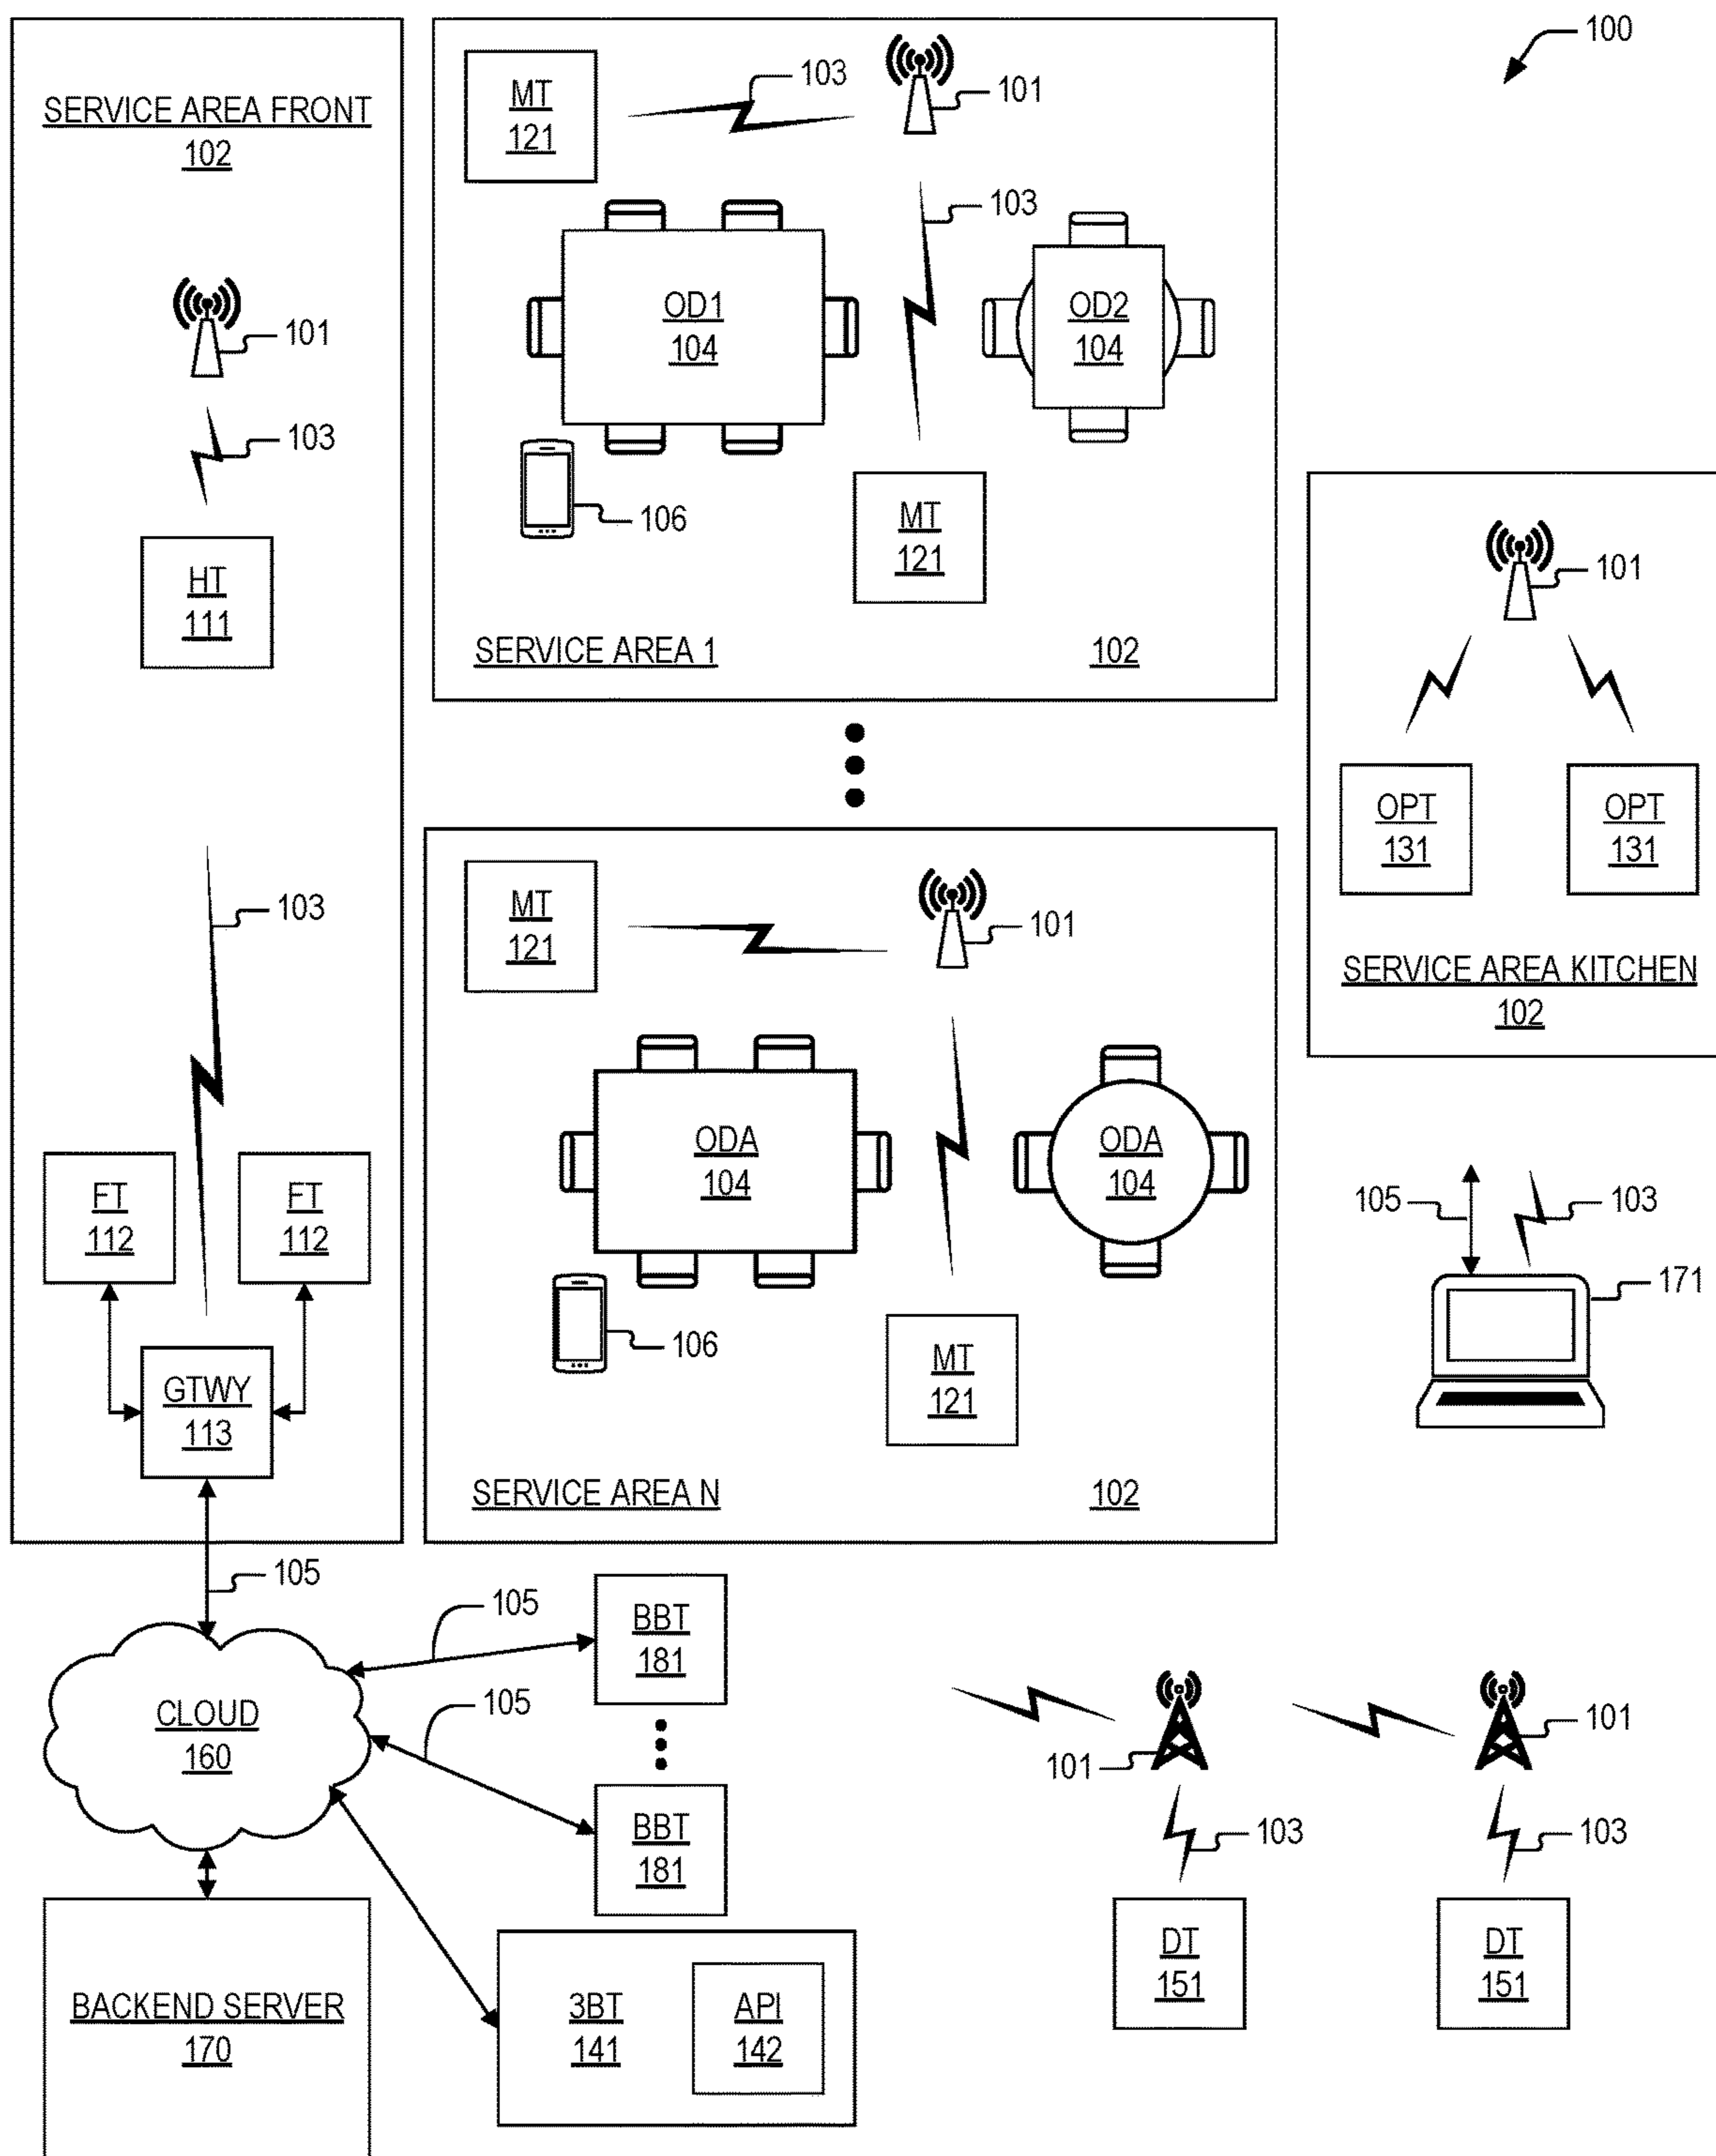 100
SERVICE AREA FRONT
102
101
103
HT
111
103
FT
112
FT
112
GTWY
113
105
MT
121
103
101
103
OD1
104
OD2
104
106
MT
121
SERVICE AREA 1
102
MT
121
101
ODA
104
ODA
104
106
MT
121
SERVICE AREA N
102
101
OPT
131
OPT
131
SERVICE AREA KITCHEN
102
105
103
171
CLOUD
160
105
BBT
181
105
BBT
181
BACKEND SERVER
170
3BT
141
API
142
101
101
103
103
DT
151
DT
151